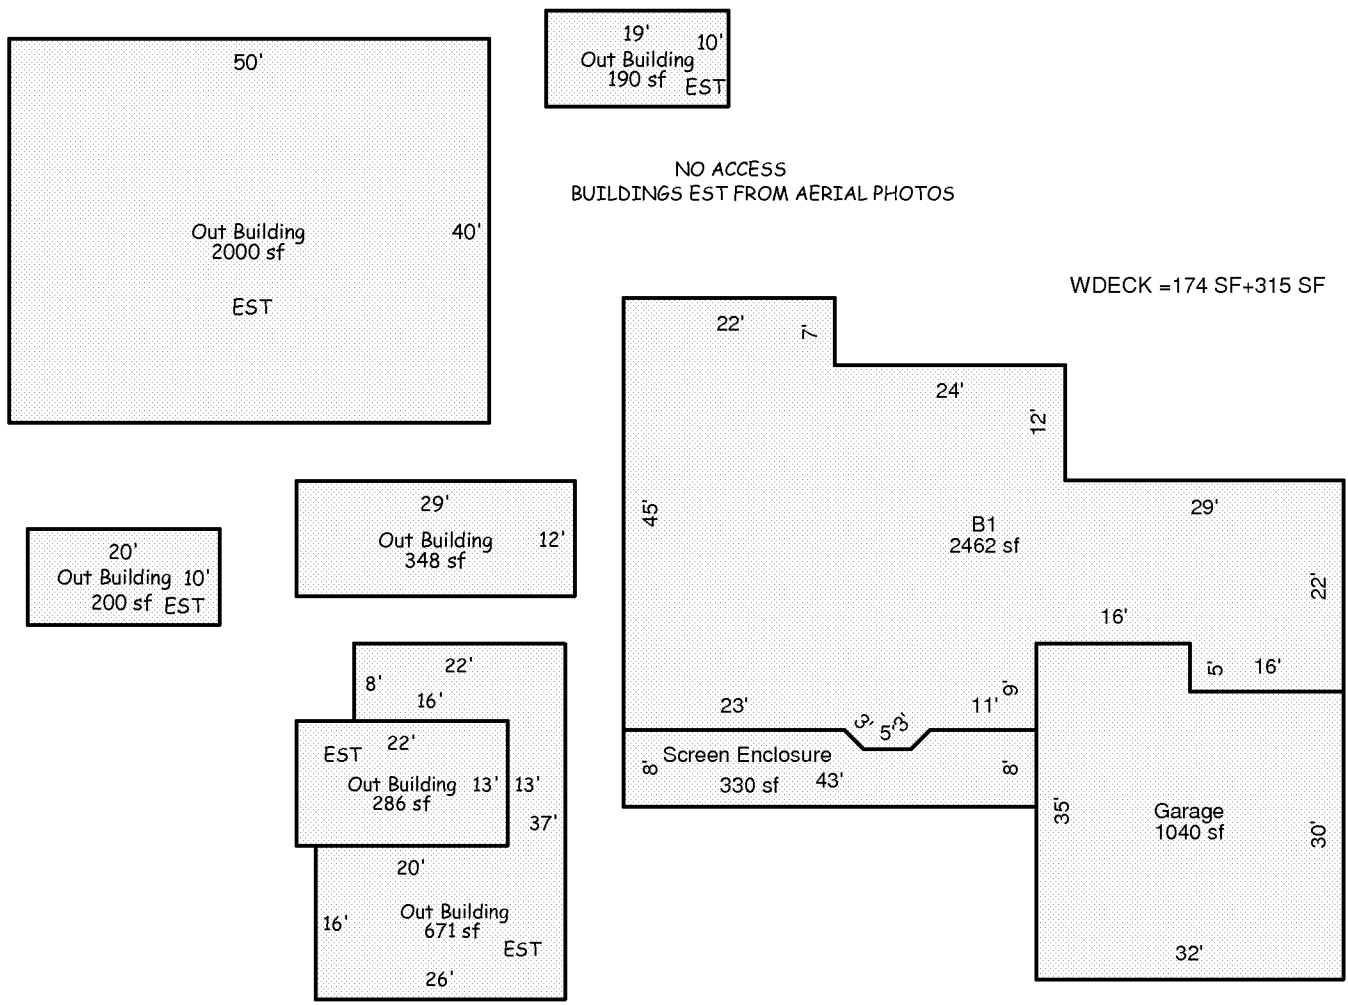 50'
Out Building
2000 sf
40'
EST
19'
10'
Out Building
190 sf
EST
NO ACCESS
BUILDINGS EST FROM AERIAL PHOTOS
WDECK =174 SF+315 SF
20'
Out Building 10'
200 sf EST
29'
Out Building 12'
348 sf
22'
8'
16'
22'
EST
Out Building 13' 13'
286 sf
37'
20'
Out Building
16'
671 sf
EST
26'
22'
7'
24'
12'
45'
B1
2462 sf
29'
22'
16'
5'
16'
9'
23'
3'
5'
3'
11'
Screen Enclosure
8'
330 sf
43'
8'
35'
Garage
1040 sf
30'
32'